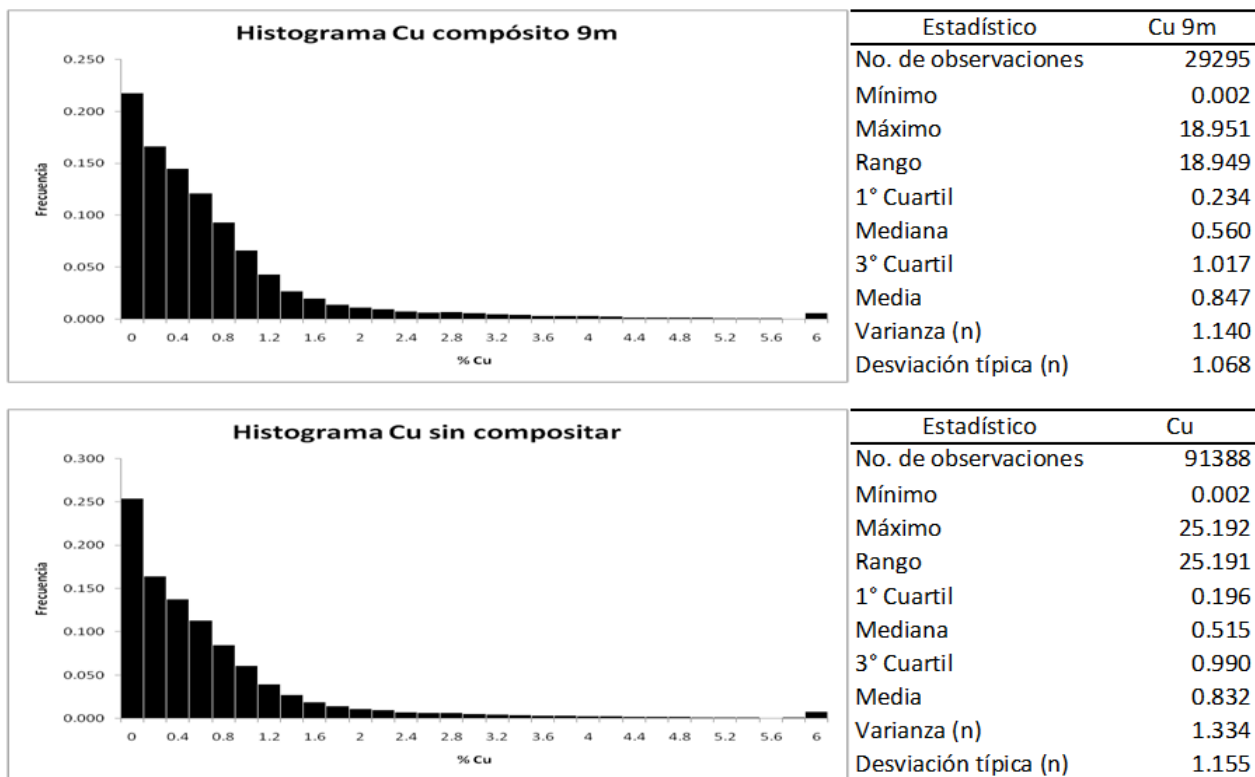 Histograma Cu compósito 9m
0.250
0.200
0.150
0.100
0.050
0.000
Frecuencia
0 0.4 0.8 1.2 1.6 2 2.4 2.8 3.2 3.6 4 4.4 4.8 5.2 5.6 6
% Cu
Estadístico Cu 9m
No. de observaciones 29295
Mínimo 0.002
Máximo 18.951
Rango 18.949
1° Cuartil 0.234
Mediana 0.560
3° Cuartil 1.017
Media 0.847
Varianza (n) 1.140
Desviación típica (n) 1.068
Histograma Cu sin compositar
0.300
0.250
0.200
0.150
0.100
0.050
0.000
Frecuencia
0 0.4 0.8 1.2 1.6 2 2.4 2.8 3.2 3.6 4 4.4 4.8 5.2 5.6 6
% Cu
Estadístico Cu
No. de observaciones 91388
Mínimo 0.002
Máximo 25.192
Rango 25.191
1° Cuartil 0.196
Mediana 0.515
3° Cuartil 0.990
Media 0.832
Varianza (n) 1.334
Desviación típica (n) 1.155